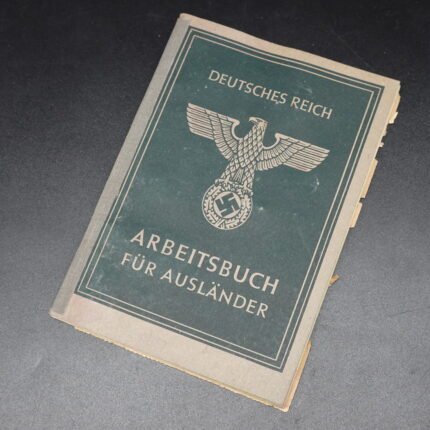 DEUTSCHES REICH
ARBEITSBUCH
FÜR AUSLÄNDER